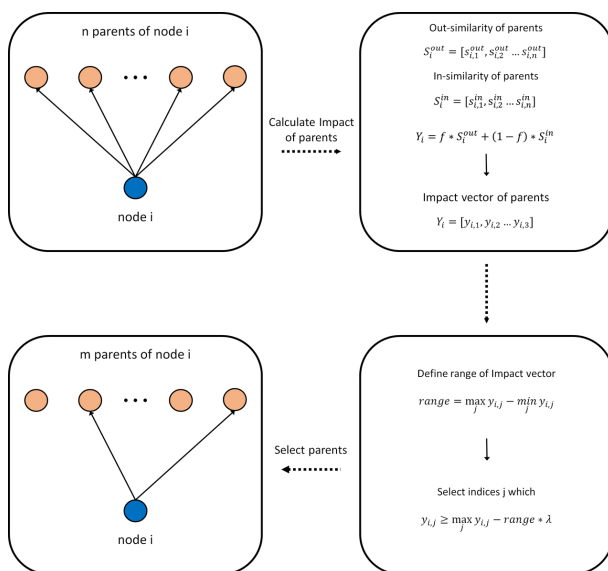 n parents of node i
• • •
node i
Calculate Impact
of parents
Out-similarity of parents
$S_i^{out} = [s_{i,1}^{out}, s_{i,2}^{out} \ldots s_{i,n}^{out}]$
In-similarity of parents
$S_i^{in} = [s_{i,1}^{in}, s_{i,2}^{in} \ldots s_{i,n}^{in}]$
$Y_i = f * S_i^{out} + (1 - f) * S_i^{in}$
Impact vector of parents
$Y_i = [y_{i,1}, y_{i,2} \ldots y_{i,3}]$
Define range of Impact vector
$range = \max_j y_{i,j} - \min_j y_{i,j}$
Select indices j which
$y_{i,j} \geq \max_j y_{i,j} - range * \lambda$
Select parents
m parents of node i
• • •
node i